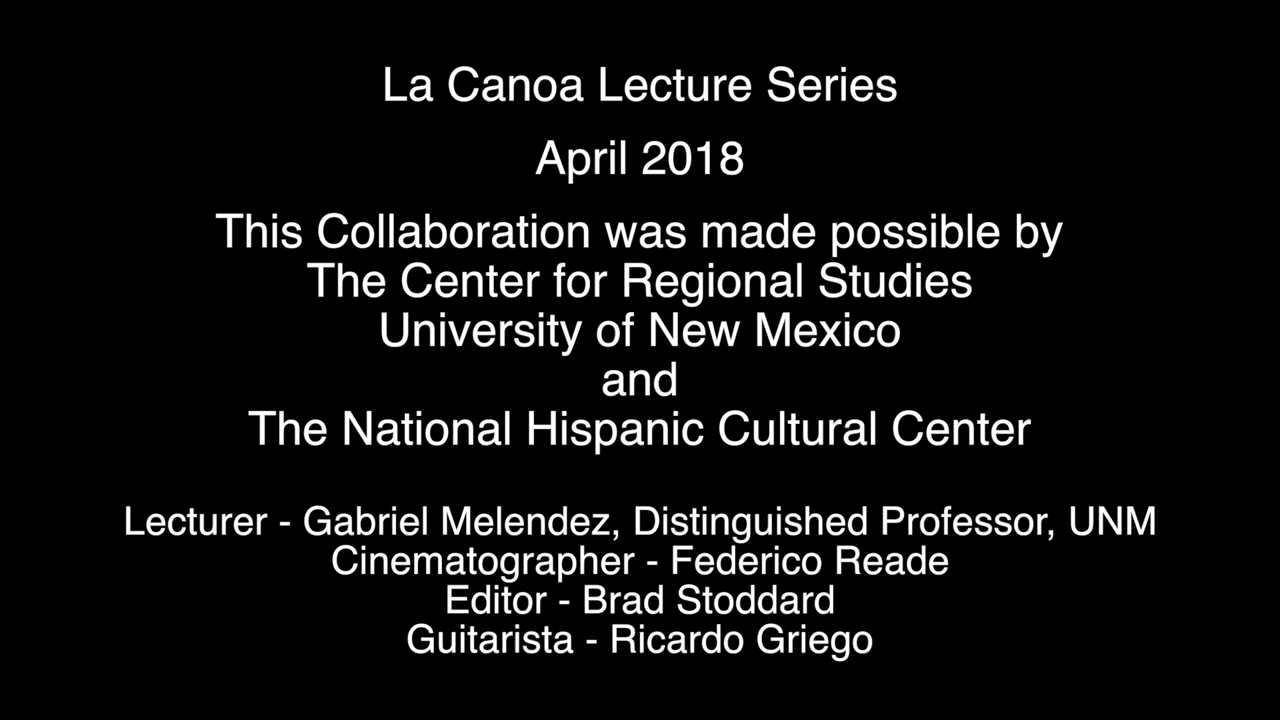 La Canoa Lecture Series
April 2018
This Collaboration was made possible by
The Center for Regional Studies
University of New Mexico
and
The National Hispanic Cultural Center
Lecturer - Gabriel Melendez, Distinguished Professor, UNM
Cinematographer - Federico Reade
Editor - Brad Stoddard
Guitarista - Ricardo Griego